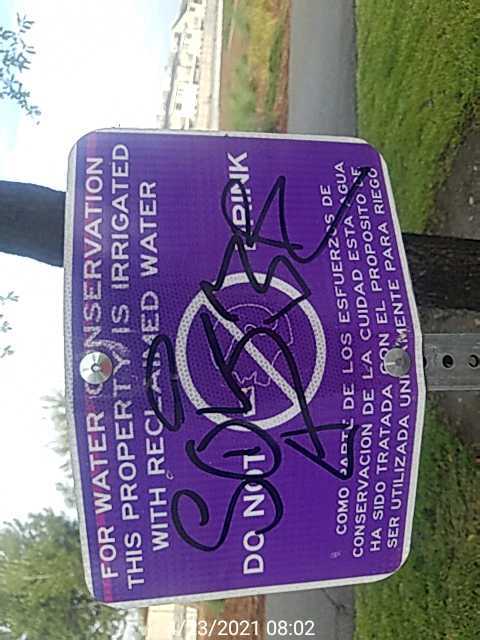 FOR WATER CONSERVATION
THIS PROPERTY IS IRRIGATED
WITH RECLAIMED WATER
DO NOT DRINK
COMO PARTE DE LOS ESFUERZOS DE
CONSERVACION DE LA CUIDAD ESTA AGUA
HA SIDO TRATADA CON EL PROPOSITO DE
SER UTILIZADA UNICAMENTE PARA RIEGO
/23/2021 08:02